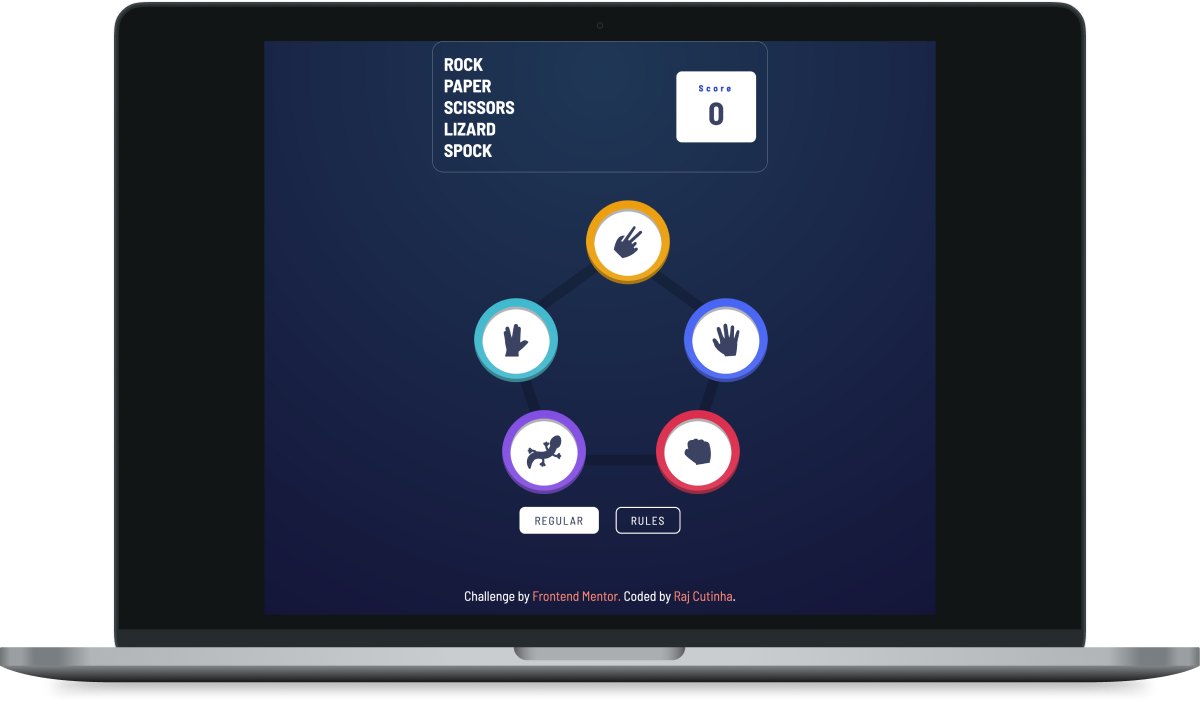 ROCK
PAPER
SCISSORS
LIZARD
SPOCK
Score
0
REGULAR
RULES
Challenge by Frontend Mentor. Coded by Raj Cutinha.